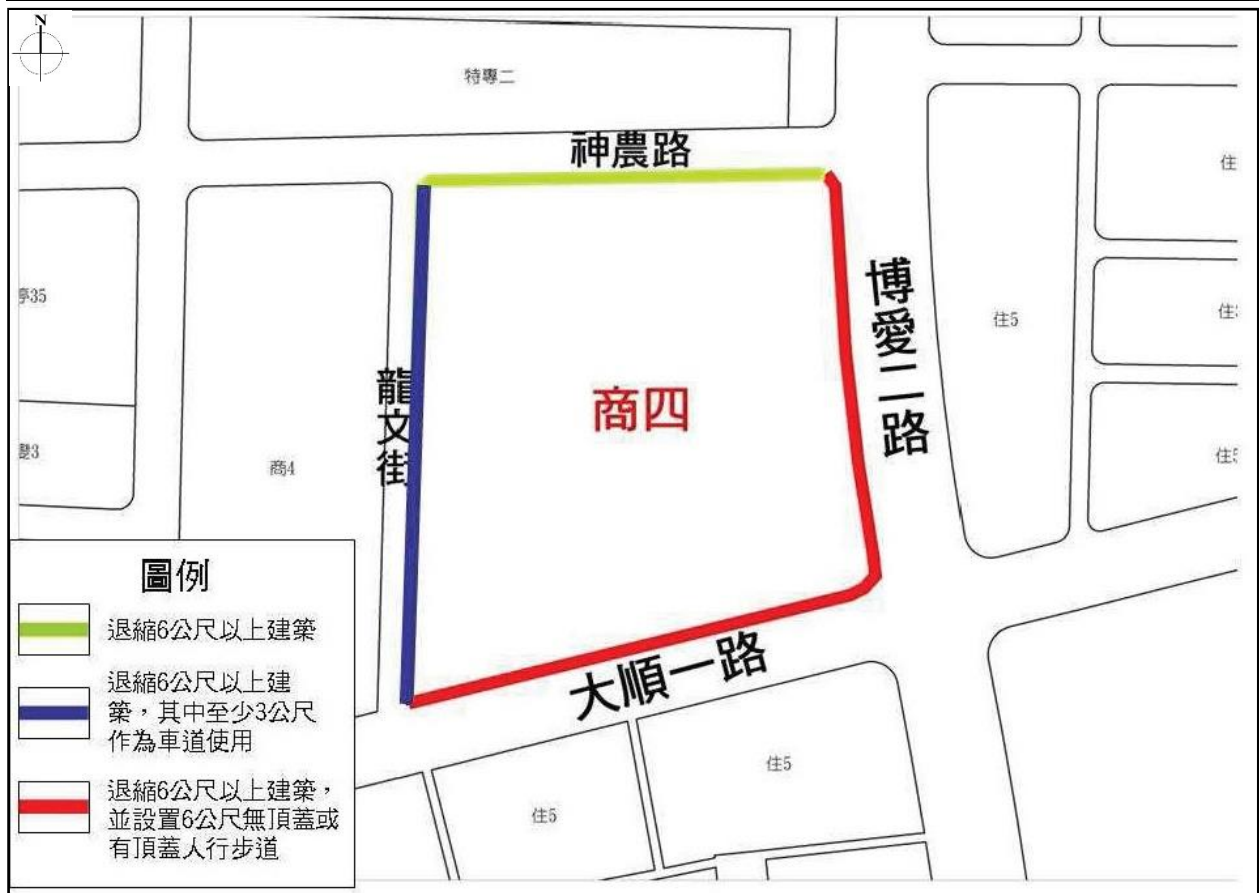 N
特專二
神農路
住
停35
博愛二路
住5
龍文街
商四
商4
變3
大順一路
住5
住5
圖例
退縮6公尺以上建築
退縮6公尺以上建
築，其中至少3公尺
作為車道使用
退縮6公尺以上建築，
並設置6公尺無頂蓋或
有頂蓋人行步道